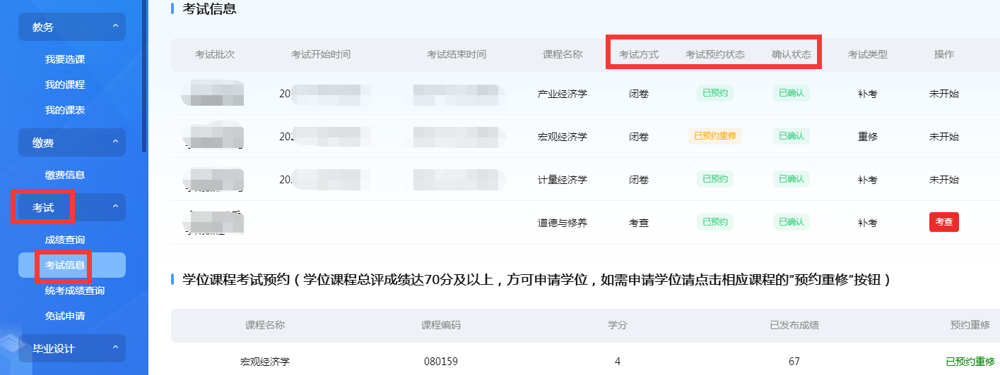 教务
我要选课
我的课程
我的课表
缴费
缴费信息
考试
成绩查询
考试信息
统考成绩查询
免试申请
毕业设计
考试信息
考试批次 考试开始时间 考试结束时间 课程名称 考试方式 考试预约状态 确认状态 考试类型 操作
20 产业经济学 闭卷 已预约 已确认 补考 未开始
202 宏观经济学 闭卷 已预约重修 已确认 重修 未开始
20 计量经济学 闭卷 已预约 已确认 补考 未开始
道德与修养 考查 已预约 已确认 补考 考查
学位课程考试预约（学位课程总评成绩达70分及以上，方可申请学位，如需申请学位请点击相应课程的“预约重修”按钮）
课程名称 课程编码 学分 已发布成绩 预约重修
宏观经济学 080159 4 67 已预约重修